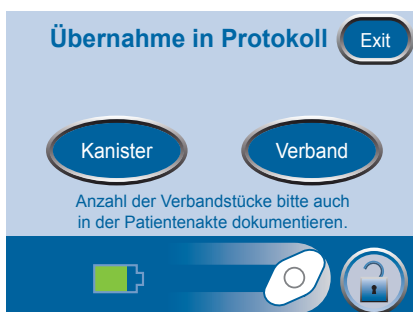 Übernahme in Protokoll
Exit
Kanister
Verband
Anzahl der Verbandstücke bitte auch
in der Patientenakte dokumentieren.